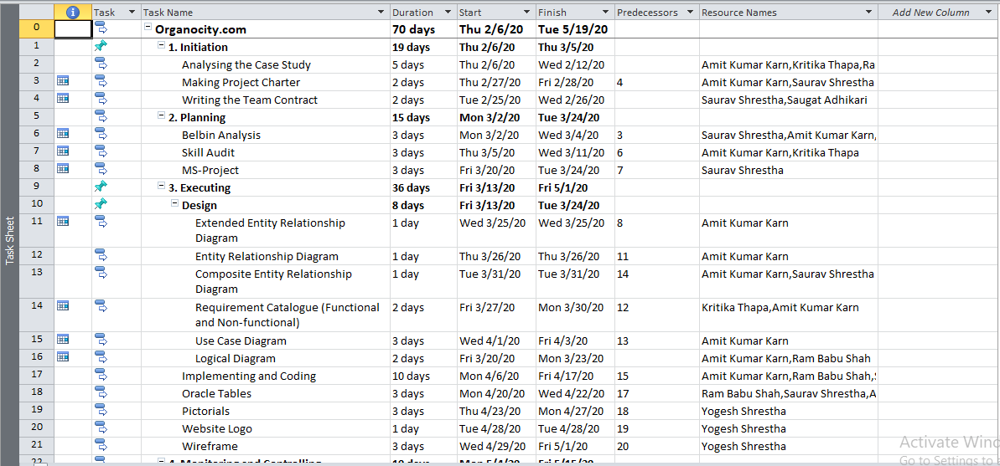 Task Task Name Duration Start Finish Predecessors Resource Names Add New Column
0 Organocity.com 70 days Thu 2/6/20 Tue 5/19/20
1 1. Initiation 19 days Thu 2/6/20 Thu 3/5/20
2 Analysing the Case Study 5 days Thu 2/6/20 Wed 2/12/20 Amit Kumar Karn,Kritika Thapa,Ra
3 Making Project Charter 2 days Thu 2/27/20 Fri 2/28/20 4 Amit Kumar Karn,Saurav Shrestha
4 Writing the Team Contract 2 days Tue 2/25/20 Wed 2/26/20 Saurav Shrestha,Saugat Adhikari
5 2. Planning 15 days Mon 3/2/20 Tue 3/24/20
6 Belbin Analysis 3 days Mon 3/2/20 Wed 3/4/20 3 Saurav Shrestha,Amit Kumar Karn,
7 Skill Audit 3 days Thu 3/5/20 Wed 3/11/20 6 Amit Kumar Karn,Kritika Thapa
8 MS-Project 3 days Fri 3/20/20 Tue 3/24/20 7 Saurav Shrestha
9 3. Executing 36 days Fri 3/13/20 Fri 5/1/20
10 Design 8 days Fri 3/13/20 Tue 3/24/20
11 Extended Entity Relationship 1 day Wed 3/25/20 Wed 3/25/20 8 Amit Kumar Karn
Diagram
12 Entity Relationship Diagram 1 day Thu 3/26/20 Thu 3/26/20 11 Amit Kumar Karn
13 Composite Entity Relationship 1 day Tue 3/31/20 Tue 3/31/20 14 Amit Kumar Karn,Saurav Shrestha
Diagram
14 Requirement Catalogue (Functional 2 days Fri 3/27/20 Mon 3/30/20 12 Kritika Thapa,Amit Kumar Karn
and Non-functional)
15 Use Case Diagram 3 days Wed 4/1/20 Fri 4/3/20 13 Amit Kumar Karn
16 Logical Diagram 2 days Fri 3/20/20 Mon 3/23/20 Amit Kumar Karn,Ram Babu Shah
17 Implementing and Coding 10 days Mon 4/6/20 Fri 4/17/20 15 Amit Kumar Karn,Ram Babu Shah,
18 Oracle Tables 3 days Mon 4/20/20 Wed 4/22/20 17 Ram Babu Shah,Saurav Shrestha,A
19 Pictorials 3 days Thu 4/23/20 Mon 4/27/20 18 Yogesh Shrestha
20 Website Logo 1 day Tue 4/28/20 Tue 4/28/20 19 Yogesh Shrestha
21 Wireframe 3 days Wed 4/29/20 Fri 5/1/20 20 Yogesh Shrestha
22 4. Monitoring and Controlling 10 days Mon 5/4/20 Fri 5/15/20
Task Sheet
Activate Wind
Go to Settings to